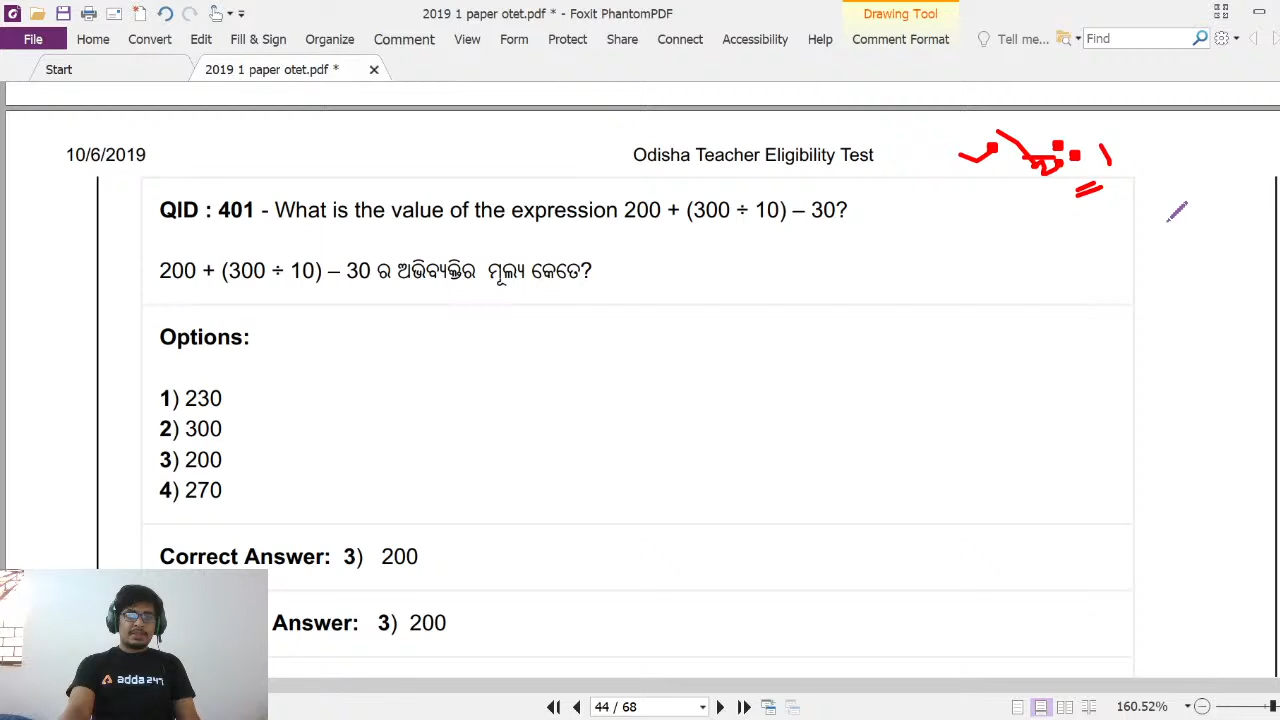 2019 1 paper otet.pdf * - Foxit PhantomPDF
Drawing Tool
File Home Convert Edit Fill & Sign Organize Comment View Form Protect Share Connect Accessibility Help Comment Format Tell me... Find
Start 2019 1 paper otet.pdf *
10/6/2019 Odisha Teacher Eligibility Test
QID : 401 - What is the value of the expression 200 + (300 ÷ 10) – 30?
200 + (300 ÷ 10) – 30 ର ଅଭିବ୍ୟକ୍ତିର ମୂଲ୍ୟ କେତେ?
Options:
1) 230
2) 300
3) 200
4) 270
Correct Answer: 3) 200
Answer: 3) 200
adda247
44 / 68 160.52%